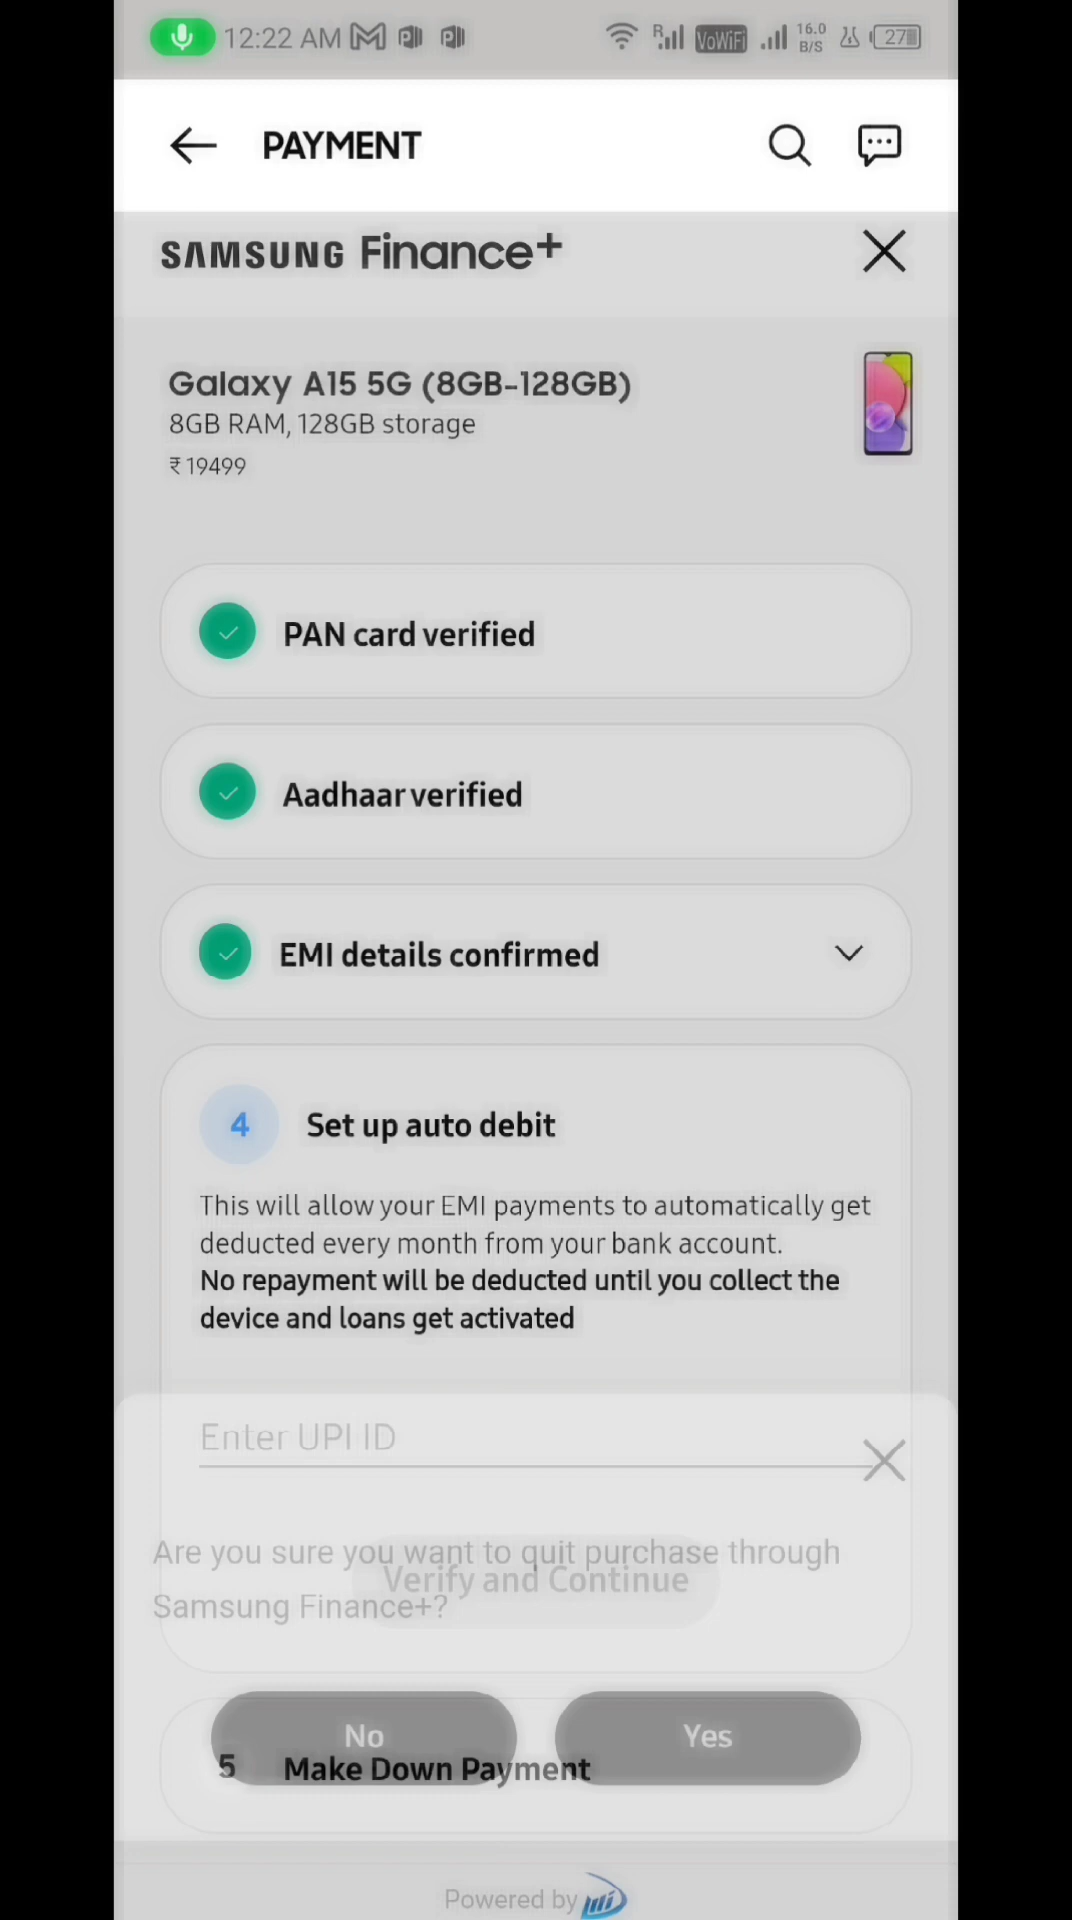 12:22 AM
R VoWiFi 16.0 B/S 27
PAYMENT
SAMSUNG Finance+
Galaxy A15 5G (8GB-128GB)
8GB RAM, 128GB storage
₹ 19499
PAN card verified
Aadhaar verified
EMI details confirmed
4 Set up auto debit
This will allow your EMI payments to automatically get
deducted every month from your bank account.
No repayment will be deducted until you collect the
device and loans get activated
Enter UPI ID
Are you sure you want to quit purchase through
Verify and Continue
Samsung Finance+?
No Yes
5 Make Down Payment
Powered by